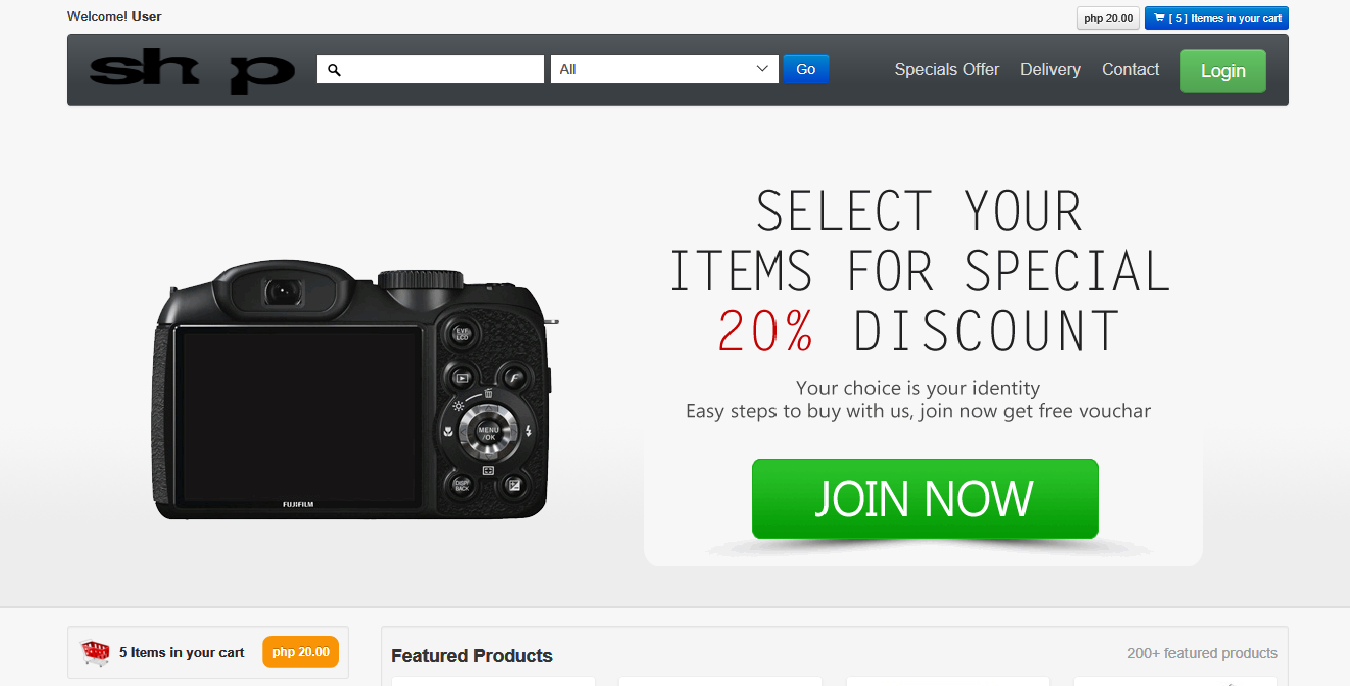 Welcome! User
php 20.00
[ 5 ] Itemes in your cart
sh p
All
Go
Specials Offer
Delivery
Contact
Login
SELECT YOUR
ITEMS FOR SPECIAL
20% DISCOUNT
Your choice is your identity
Easy steps to buy with us, join now get free vouchar
JOIN NOW
EVF
LCD
F
MENU
/OK
DISP
BACK
FUJIFILM
5 Items in your cart
php 20.00
Featured Products
200+ featured products